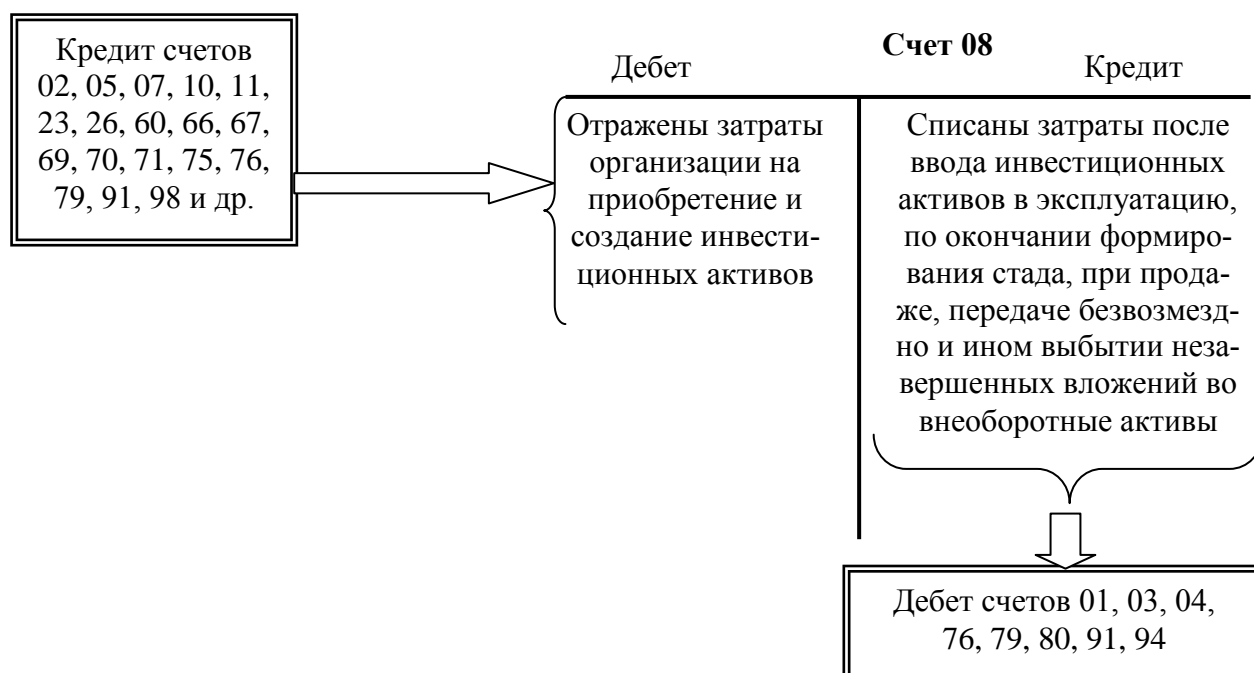 Кредит счетов
02, 05, 07, 10, 11,
23, 26, 60, 66, 67,
69, 70, 71, 75, 76,
79, 91, 98 и др.
Счет 08
Дебет
Кредит
Отражены затраты
организации на
приобретение и
создание инвести-
ционных активов
Списаны затраты после
ввода инвестиционных
активов в эксплуатацию,
по окончании формиро-
вания стада, при прода-
же, передаче безвозмезд-
но и ином выбытии неза-
вершенных вложений во
внеоборотные активы
Дебет счетов 01, 03, 04,
76, 79, 80, 91, 94